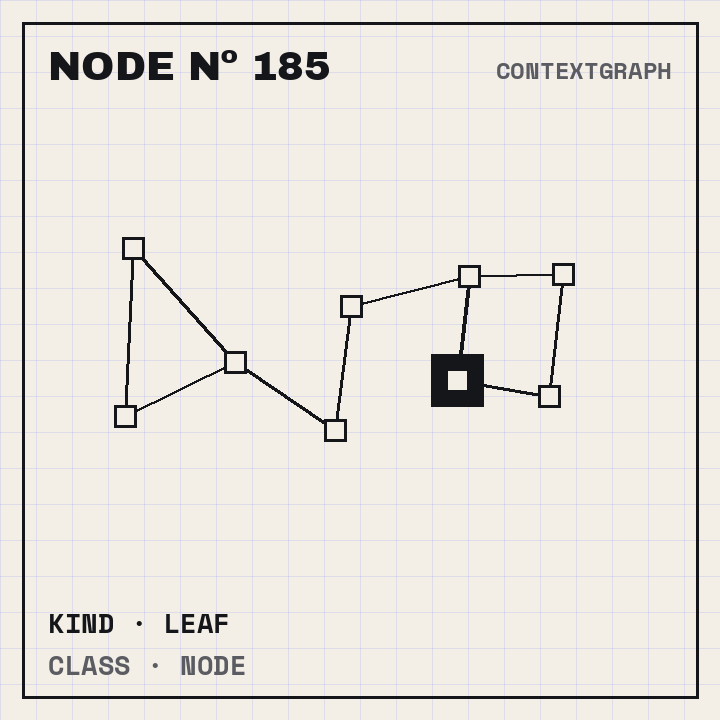 NODE Nº 185
CONTEXTGRAPH
KIND · LEAF
CLASS · NODE